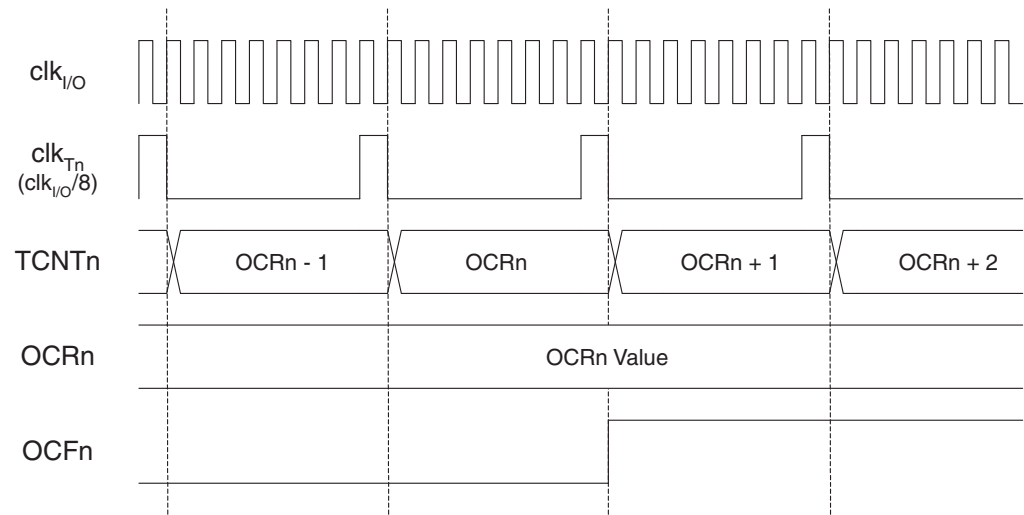 clkI/O
clkTn
(clkI/O/8)
TCNTn
OCRn - 1
OCRn
OCRn + 1
OCRn + 2
OCRn
OCRn Value
OCFn